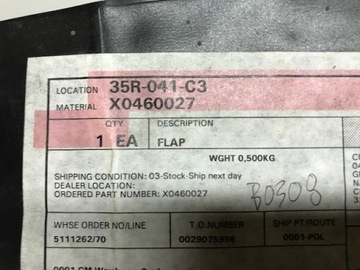 LOCATION 35R-041-C3
MATERIAL X0460027
QTY DESCRIPTION
1 EA FLAP
WGHT 0,500KG
SHIPPING CONDITION: 03-Stock-Ship next day
DEALER LOCATION:
ORDERED PART NUMBER: X0460027
B0308
WHSE ORDER NO/LINE T.O.NUMBER SHIP PT/ROUTE
5111262/70 0029075956 0001-POL